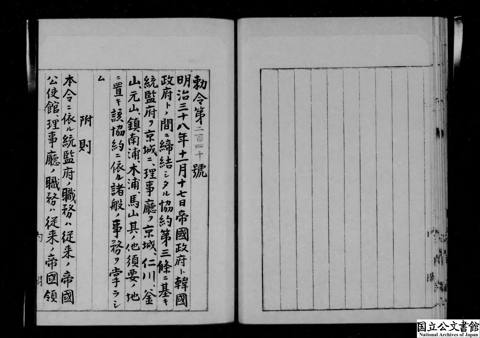 勅令第二百四十號
明治三十八年十一月十七日帝國政府ト韓國
政府トノ間ニ締結シタル協約第三條ニ基キ
統監府ヲ京城ニ、理事廳ヲ京城、仁川、釜
山、元山、鎮南浦、木浦、馬山其ノ他須要ノ地
ニ置キ該協約ニ依ル諸般ノ事務ヲ掌ラシ
ム
附則
本令ニ依ル統監府ノ職務ハ從来ノ帝國
公使館、理事廳ノ職務ハ從来ノ帝國領
国立公文書館
National Archives of Japan